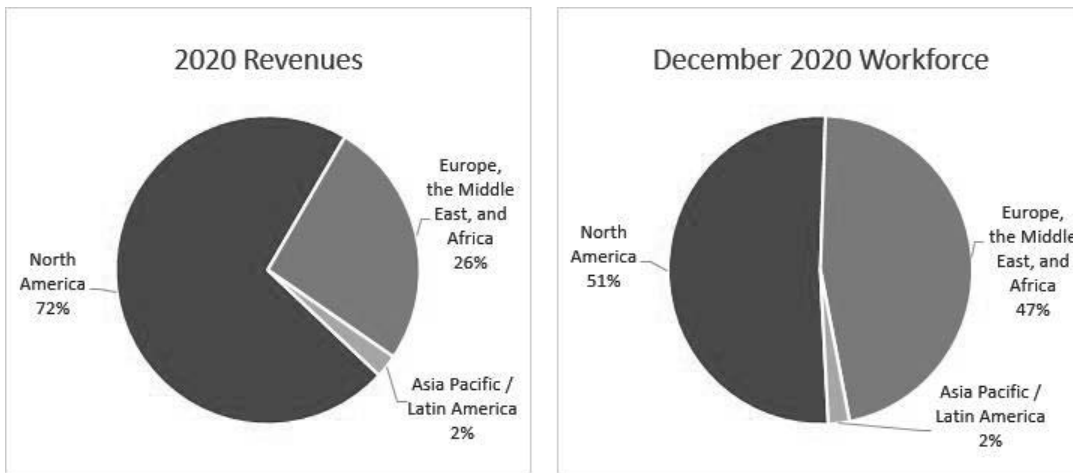 2020 Revenues
Europe,
the Middle
East, and
Africa
26%
North
America
72%
Asia Pacific /
Latin America
2%
December 2020 Workforce
North
America
51%
Europe,
the Middle
East, and
Africa
47%
Asia Pacific /
Latin America
2%